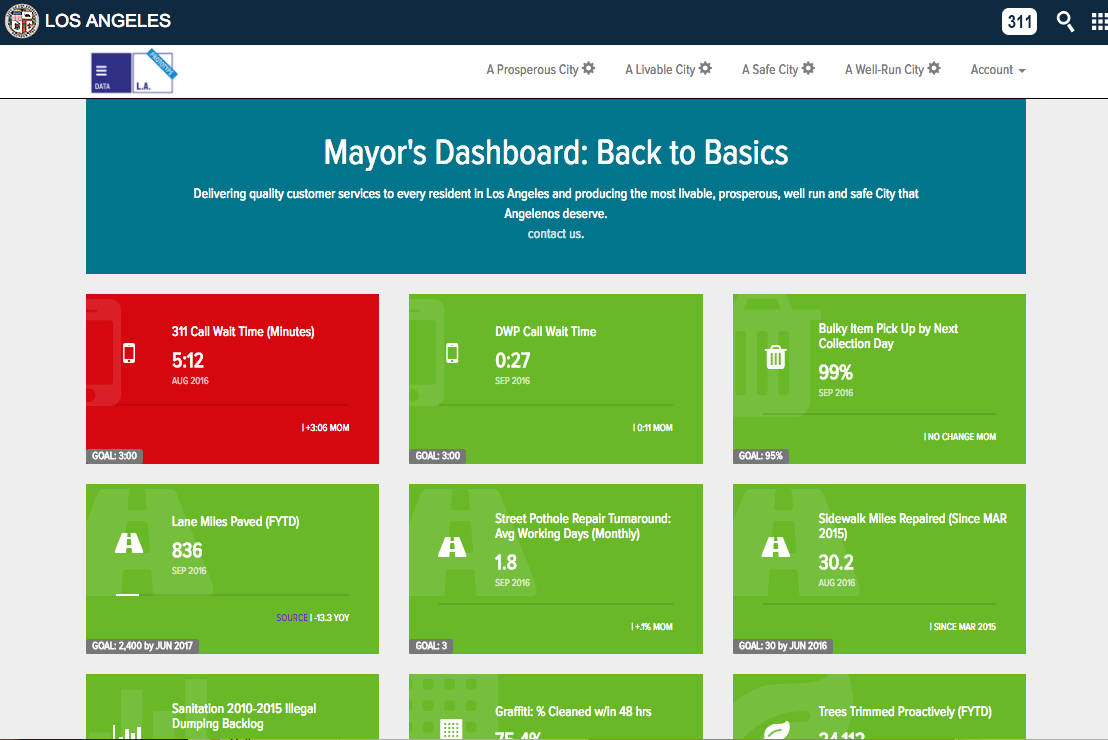 LOS ANGELES
311
DATA
L.A.
PROTOTYPE
A Prosperous City
A Livable City
A Safe City
A Well-Run City
Account
Mayor's Dashboard: Back to Basics
Delivering quality customer services to every resident in Los Angeles and producing the most livable, prosperous, well run and safe City that
Angelenos deserve.
contact us.
311 Call Wait Time (Minutes)
5:12
AUG 2016
| +3:06 MOM
GOAL: 3:00
DWP Call Wait Time
0:27
SEP 2016
| 0:11 MOM
GOAL: 3:00
Bulky Item Pick Up by Next
Collection Day
99%
SEP 2016
| NO CHANGE MOM
GOAL: 95%
Lane Miles Paved (FYTD)
836
SEP 2016
SOURCE | -13.3 YOY
GOAL: 2,400 by JUN 2017
Street Pothole Repair Turnaround:
Avg Working Days (Monthly)
1.8
SEP 2016
| +.1% MOM
GOAL: 3
Sidewalk Miles Repaired (Since MAR
2015)
30.2
AUG 2016
| SINCE MAR 2015
GOAL: 30 by JUN 2016
Sanitation 2010-2015 Illegal
Dumping Backlog
Graffiti: % Cleaned w/in 48 hrs
75.4%
Trees Trimmed Proactively (FYTD)
24,112